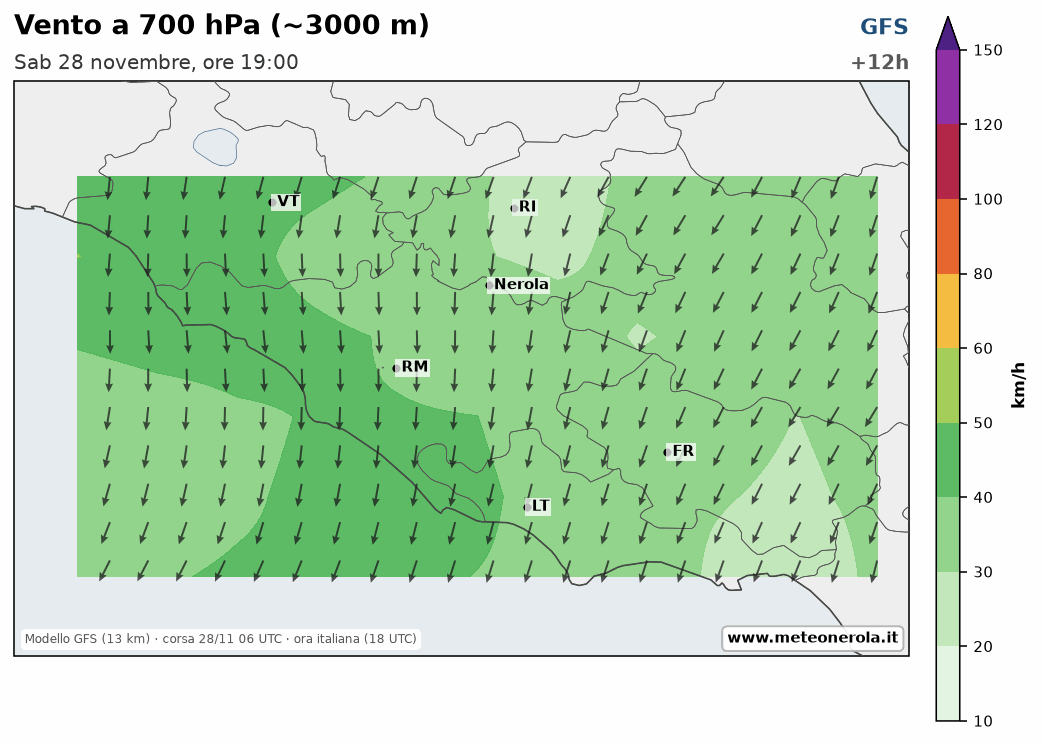 Vento a 700 hPa (~3000 m)
GFS
Sab 28 novembre, ore 19:00
+12h
VT
RI
Nerola
RM
FR
LT
150
120
100
80
60
50
40
30
20
10
km/h
Modello GFS (13 km) · corsa 28/11 06 UTC · ora italiana (18 UTC)
www.meteonerola.it